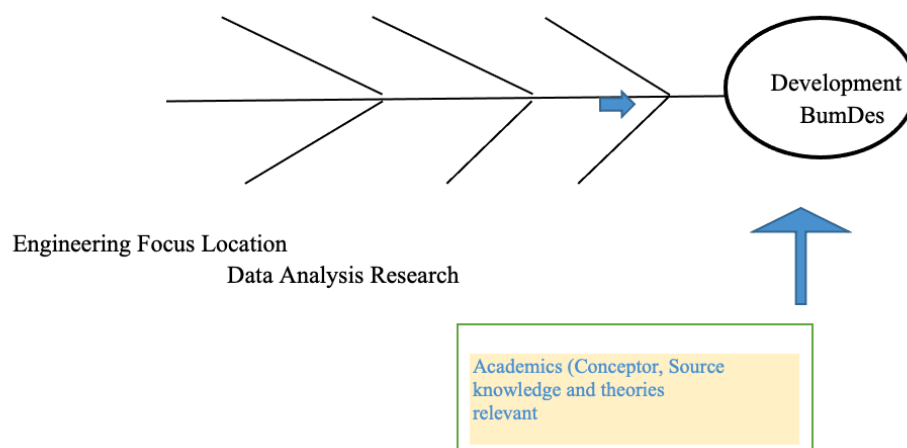 Development
BumDes
Engineering Focus Location
Data Analysis Research
Academics (Conceptor, Source
knowledge and theories
relevant